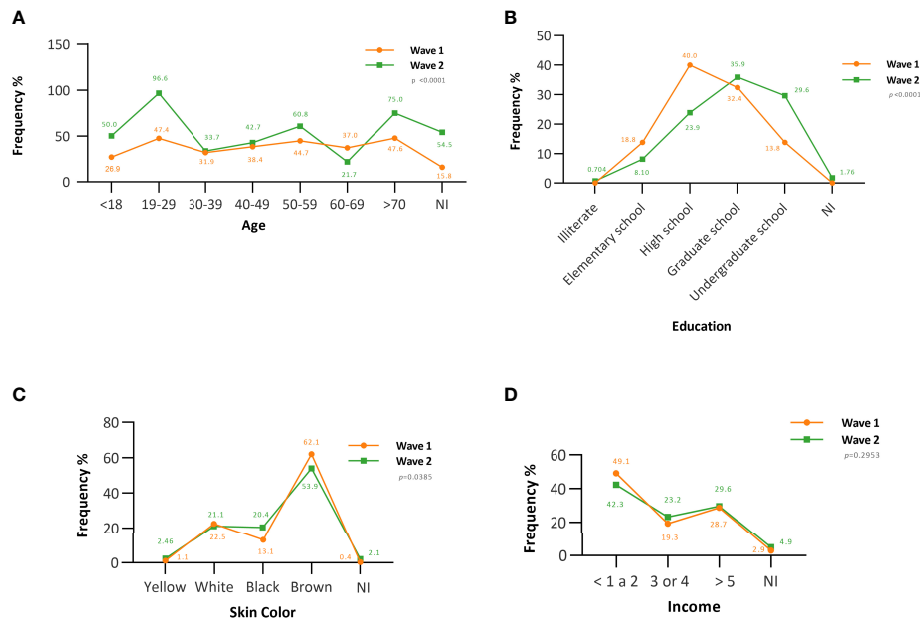 A
150
100
50
0
Frequency %
50.0
96.6
33.7
42.7
60.8
37.0
75.0
54.5
26.9
47.4
31.9
38.4
44.7
21.7
47.6
15.8
<18
19-29
30-39
40-49
50-59
60-69
>70
NI
Age
Wave 1
Wave 2
p <0.0001
B
50
40
30
20
10
0
Frequency %
0.704
18.8
8.10
40.0
23.9
35.9
32.4
29.6
13.8
1.76
Illiterate
Elementary school
High school
Graduate school
Undergraduate school
NI
Education
Wave 1
Wave 2
p<0.0001
C
80
60
40
20
0
Frequency %
2.46
1.1
21.1
22.5
20.4
13.1
62.1
53.9
0.4
2.1
Yellow
White
Black
Brown
NI
Skin Color
Wave 1
Wave 2
p=0.0385
D
60
40
20
0
Frequency %
49.1
42.3
23.2
19.3
29.6
28.7
2.9
4.9
< 1 a 2
3 or 4
> 5
NI
Income
Wave 1
Wave 2
p=0.2953